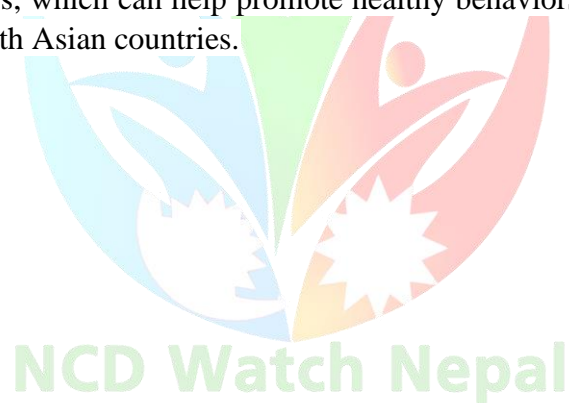 s, which can help promote healthy behavior
th Asian countries.
NCD Watch Nepal